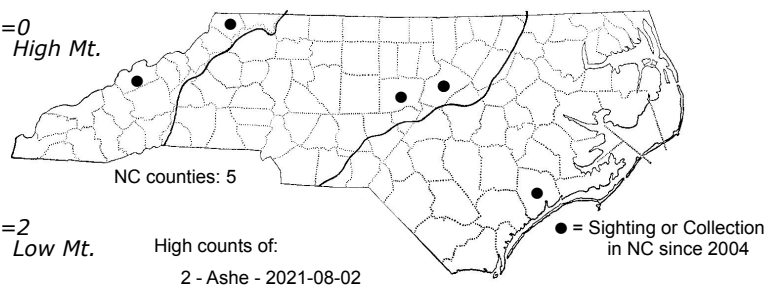 =0
High Mt.
NC counties: 5
=2
Low Mt.
High counts of:
2 - Ashe - 2021-08-02
● = Sighting or Collection
in NC since 2004